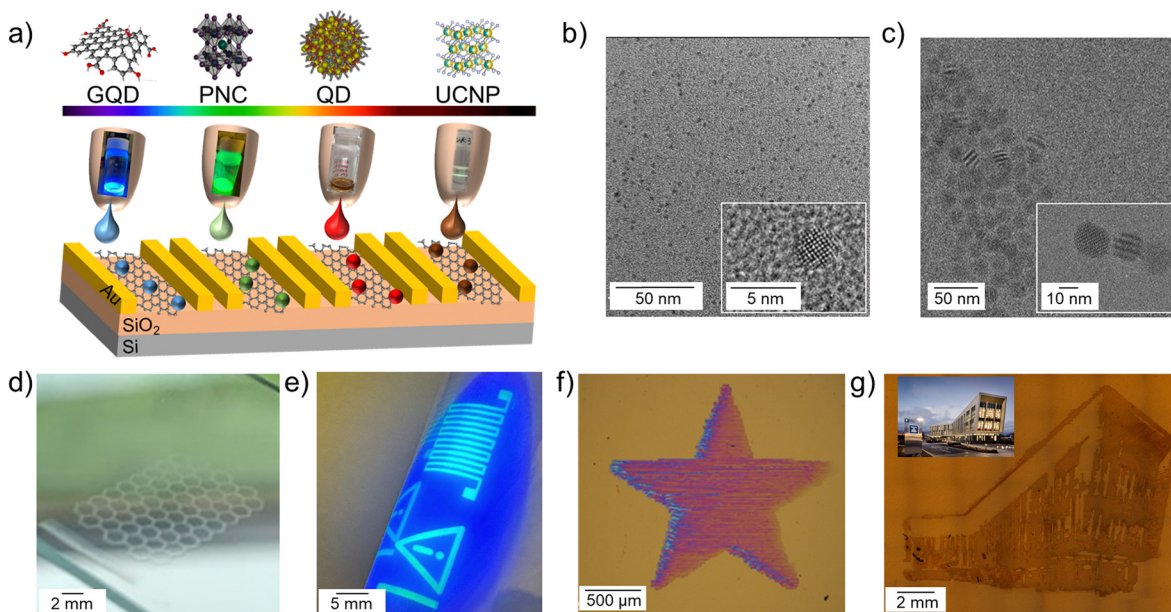 a)
GQD PNC QD UCNP
Au
SiO₂
Si
b)
50 nm
5 nm
c)
50 nm
10 nm
d)
2 mm
e)
5 mm
f)
500 µm
g)
2 mm